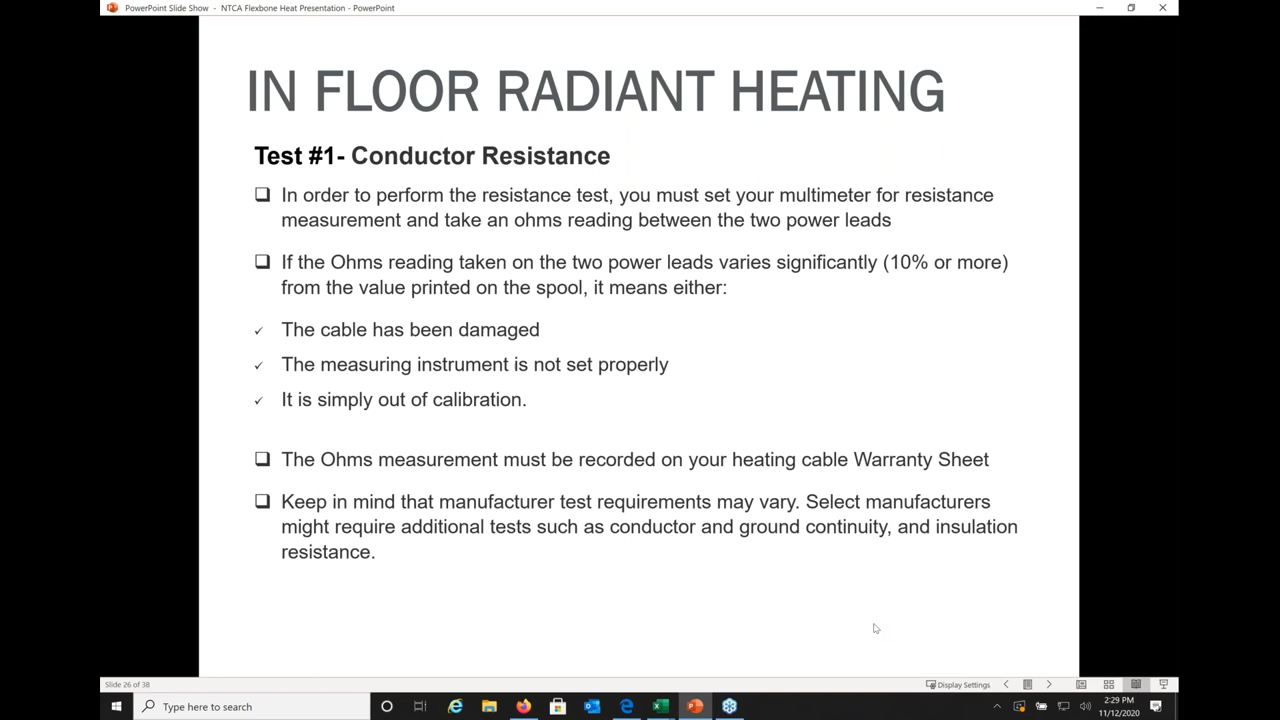 PowerPoint Slide Show - NTCA Flexbone Heat Presentation - PowerPoint
IN FLOOR RADIANT HEATING
Test #1- Conductor Resistance
In order to perform the resistance test, you must set your multimeter for resistance
measurement and take an ohms reading between the two power leads
If the Ohms reading taken on the two power leads varies significantly (10% or more)
from the value printed on the spool, it means either:
The cable has been damaged
The measuring instrument is not set properly
It is simply out of calibration.
The Ohms measurement must be recorded on your heating cable Warranty Sheet
Keep in mind that manufacturer test requirements may vary. Select manufacturers
might require additional tests such as conductor and ground continuity, and insulation
resistance.
Slide 26 of 38
Display Settings
Type here to search
2:29 PM
11/12/2020